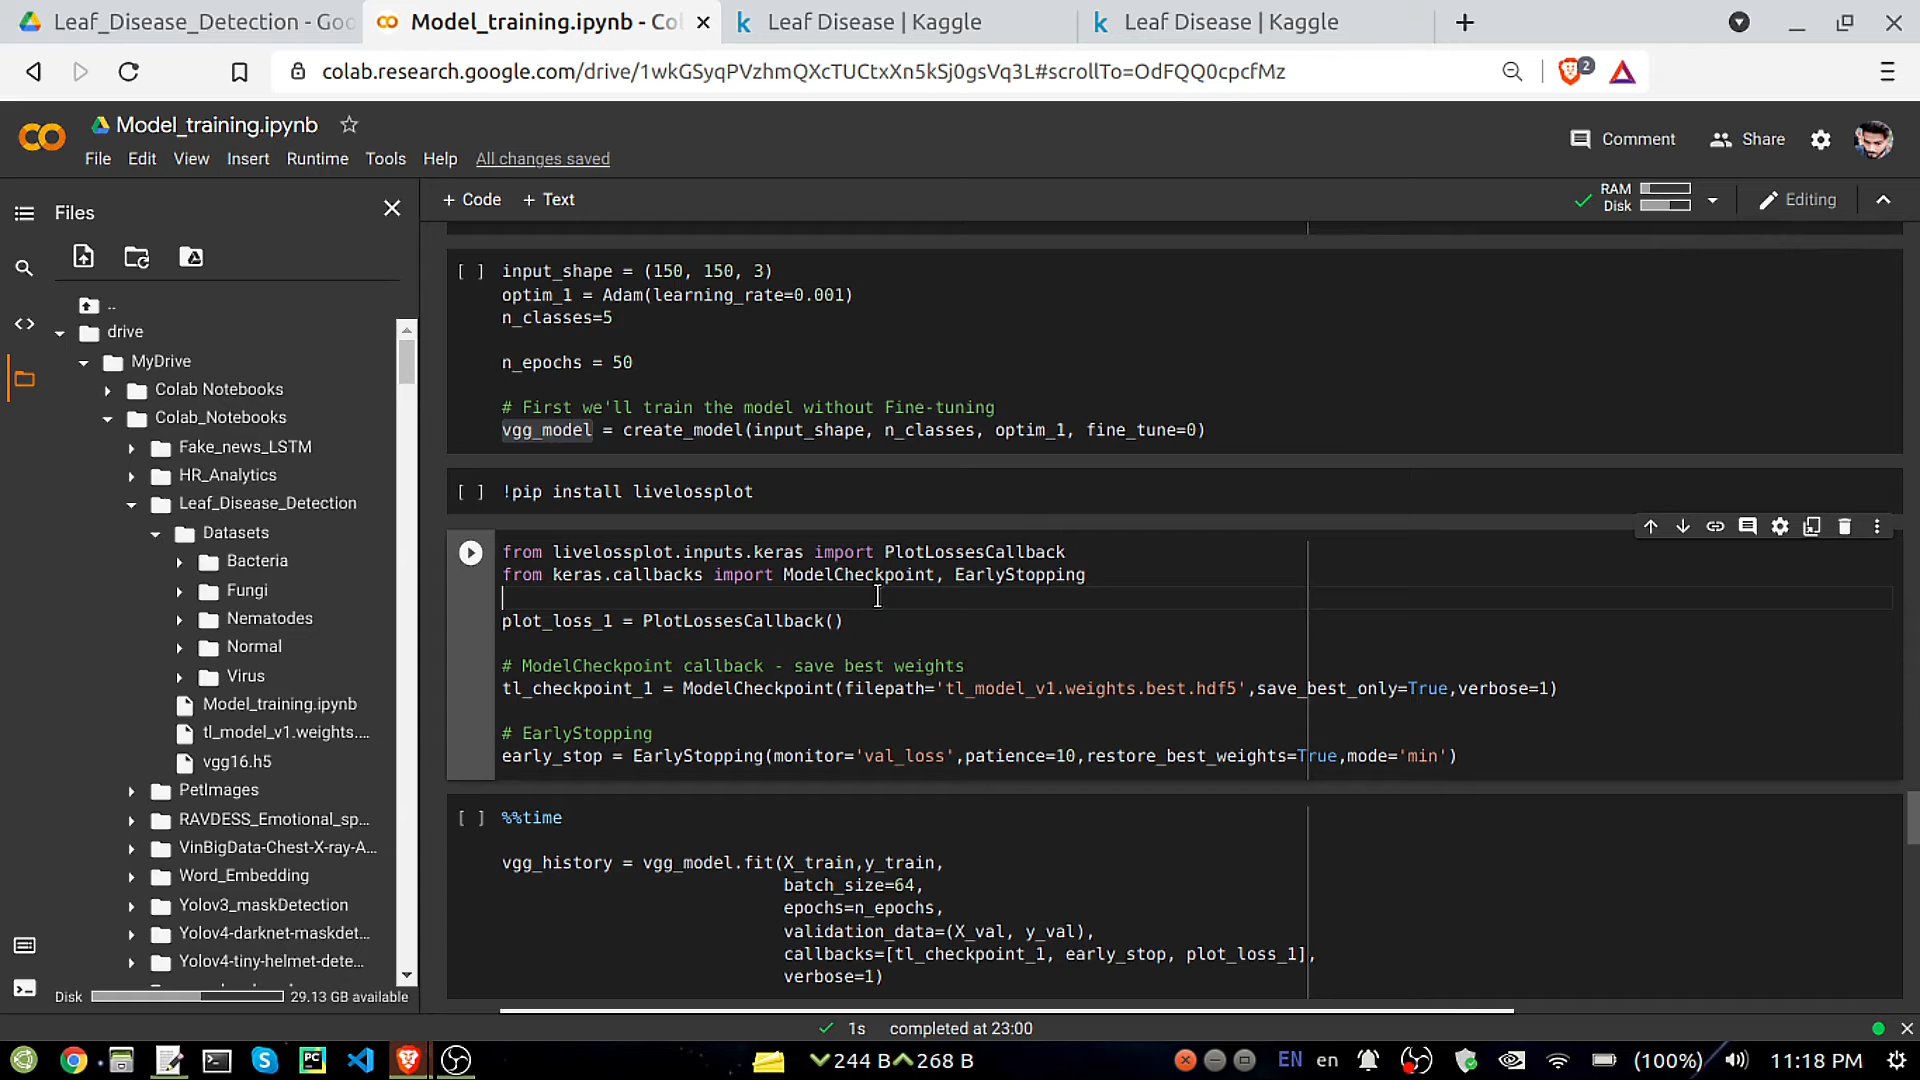 Leaf_Disease_Detection - Goo
Model_training.ipynb - Co
Leaf Disease | Kaggle
Leaf Disease | Kaggle
colab.research.google.com/drive/1wkGSyqPVzhmQXcTUCtxXn5kSj0gsVq3L#scrollTo=OdFQQ0cpcfMz
2
Model_training.ipynb
File Edit View Insert Runtime Tools Help All changes saved
Comment
Share
Files
+ Code + Text
RAM
Disk
Editing
..
drive
MyDrive
Colab Notebooks
Colab_Notebooks
Fake_news_LSTM
HR_Analytics
Leaf_Disease_Detection
Datasets
Bacteria
Fungi
Nematodes
Normal
Virus
Model_training.ipynb
tl_model_v1.weights....
vgg16.h5
PetImages
RAVDESS_Emotional_sp...
VinBigData-Chest-X-ray-A...
Word_Embedding
Yolov3_maskDetection
Yolov4-darknet-maskdet...
Yolov4-tiny-helmet-dete...
Disk 29.13 GB available
[ ] input_shape = (150, 150, 3)
optim_1 = Adam(learning_rate=0.001)
n_classes=5
n_epochs = 50
# First we'll train the model without Fine-tuning
vgg_model = create_model(input_shape, n_classes, optim_1, fine_tune=0)
[ ] !pip install livelossplot
from livelossplot.inputs.keras import PlotLossesCallback
from keras.callbacks import ModelCheckpoint, EarlyStopping
plot_loss_1 = PlotLossesCallback()
# ModelCheckpoint callback - save best weights
tl_checkpoint_1 = ModelCheckpoint(filepath='tl_model_v1.weights.best.hdf5',save_best_only=True,verbose=1)
# EarlyStopping
early_stop = EarlyStopping(monitor='val_loss',patience=10,restore_best_weights=True,mode='min')
[ ] %%time
vgg_history = vgg_model.fit(X_train,y_train,
batch_size=64,
epochs=n_epochs,
validation_data=(X_val, y_val),
callbacks=[tl_checkpoint_1, early_stop, plot_loss_1],
verbose=1)
1s completed at 23:00
244 B 268 B
EN en (100%) 11:18 PM